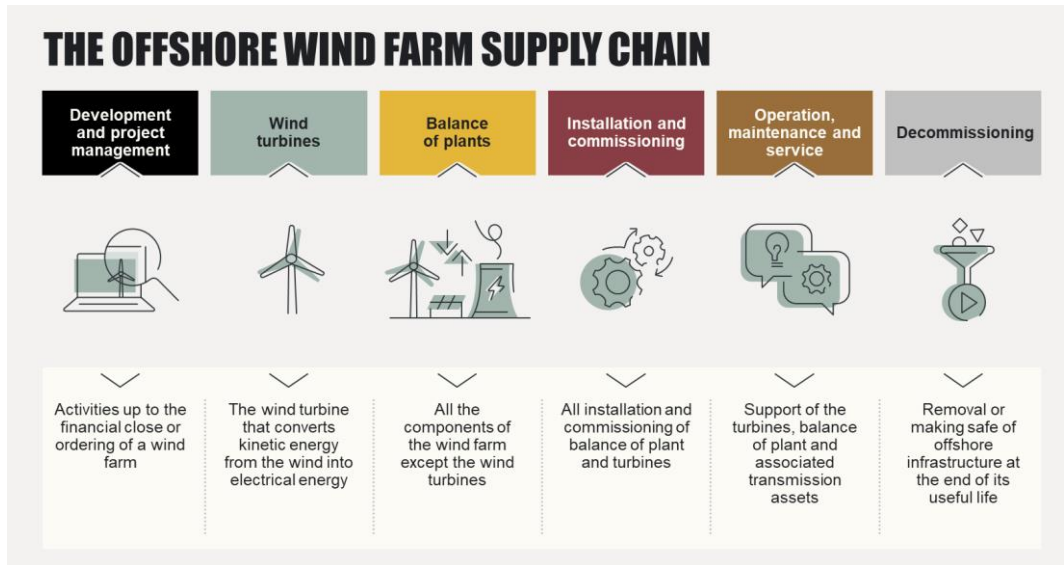 THE OFFSHORE WIND FARM SUPPLY CHAIN
Development
and project
management
Wind
turbines
Balance
of plants
Installation and
commissioning
Operation,
maintenance and
service
Decommissioning
Activities up to the
financial close or
ordering of a wind
farm
The wind turbine
that converts
kinetic energy
from the wind into
electrical energy
All the
components of
the wind farm
except the wind
turbines
All installation and
commissioning of
balance of plant
and turbines
Support of the
turbines, balance
of plant and
associated
transmission
assets
Removal or
making safe of
offshore
infrastructure at
the end of its
useful life